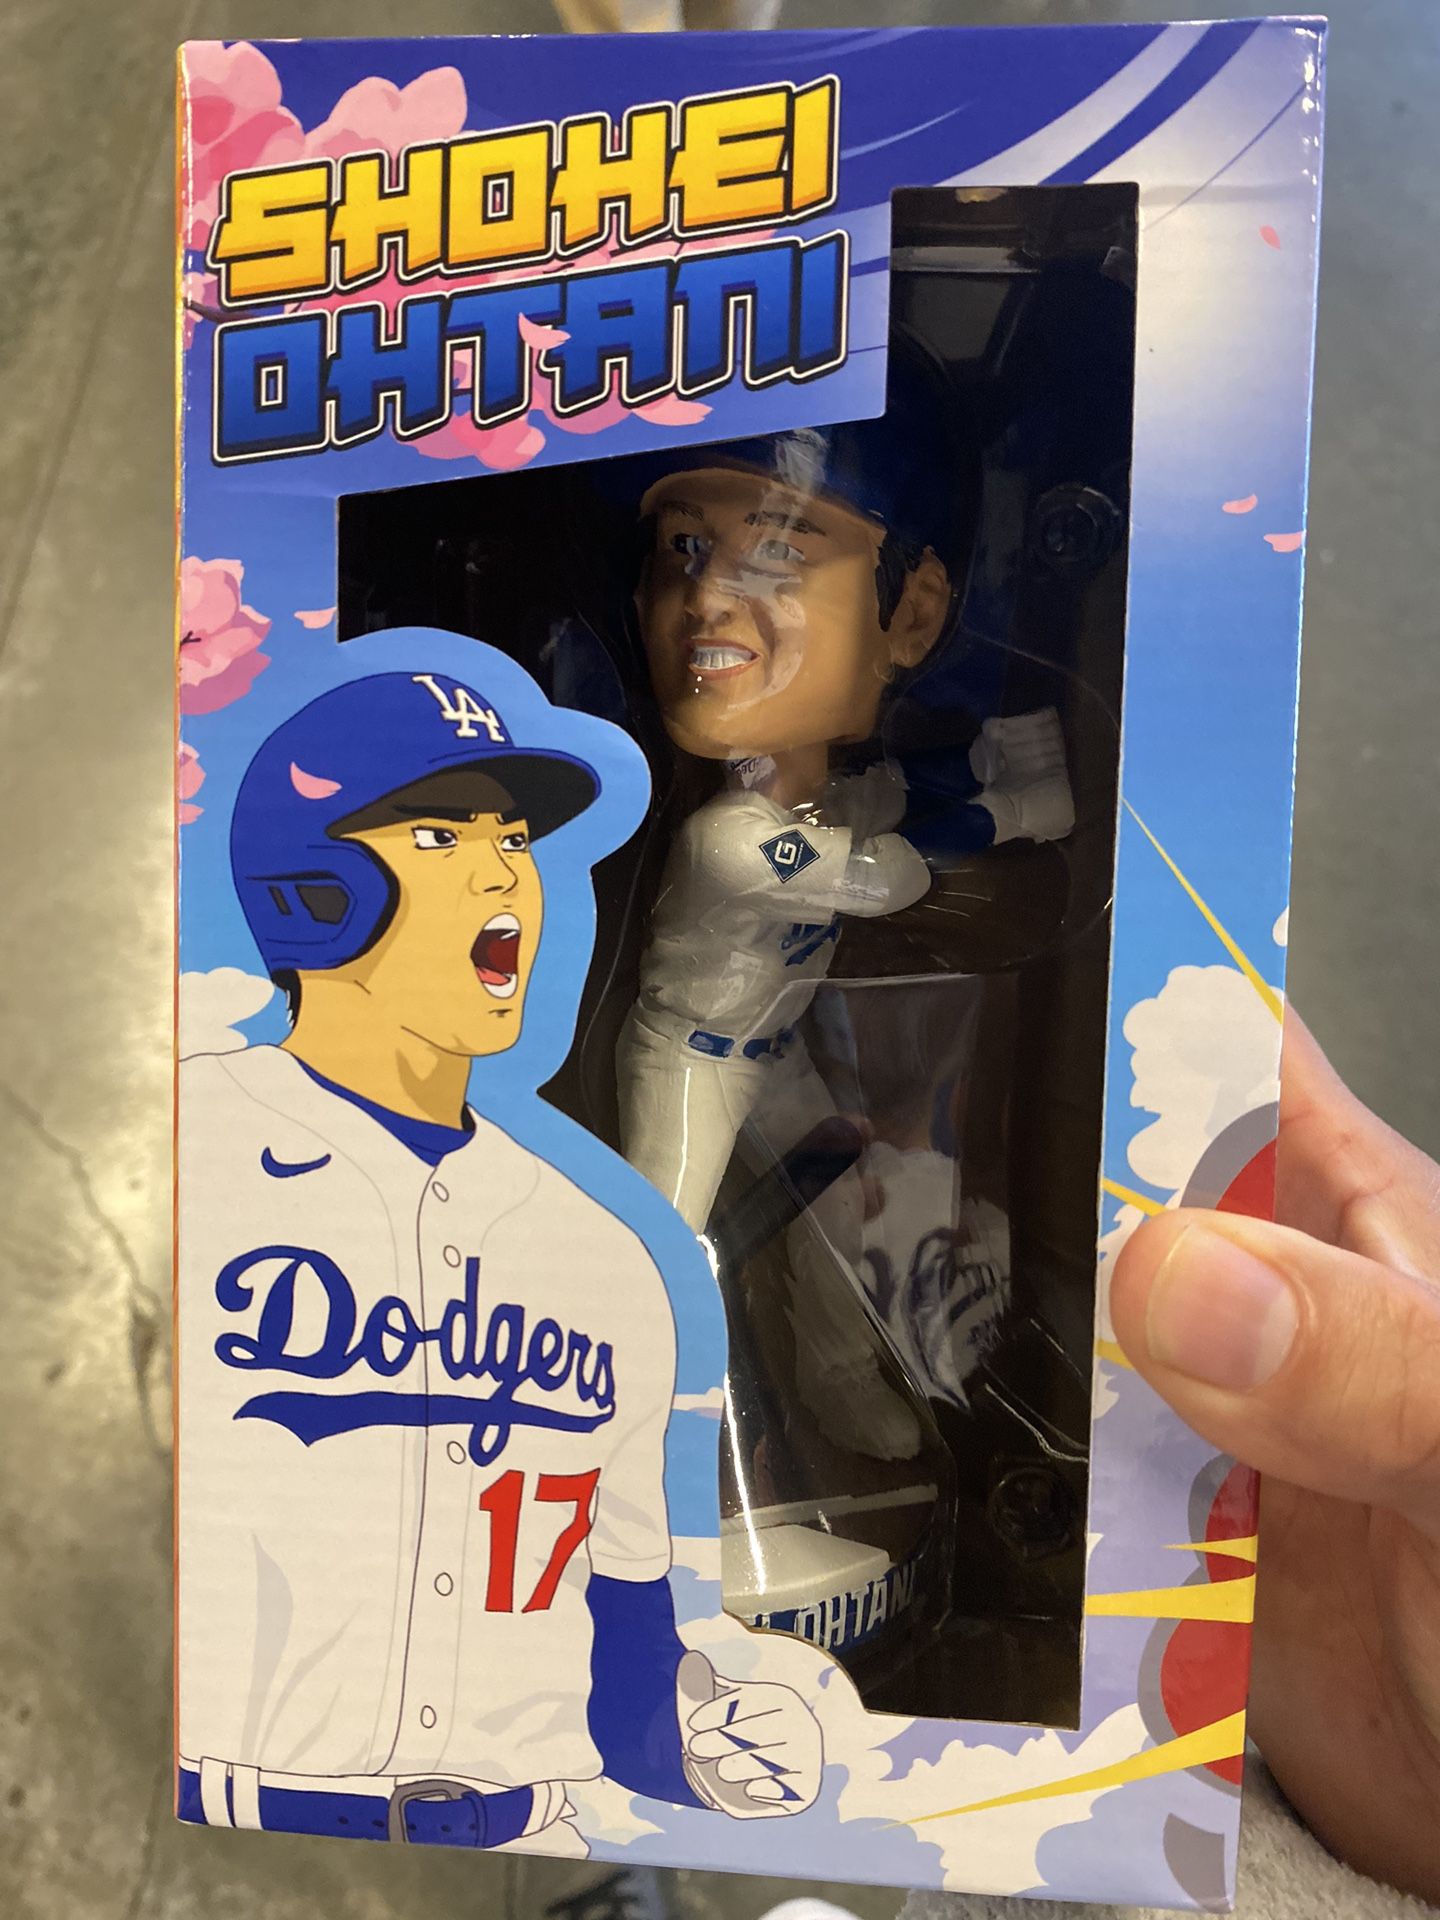 SHOHEI
OHTANI
LA
G
Dodgers
17
OHTANI